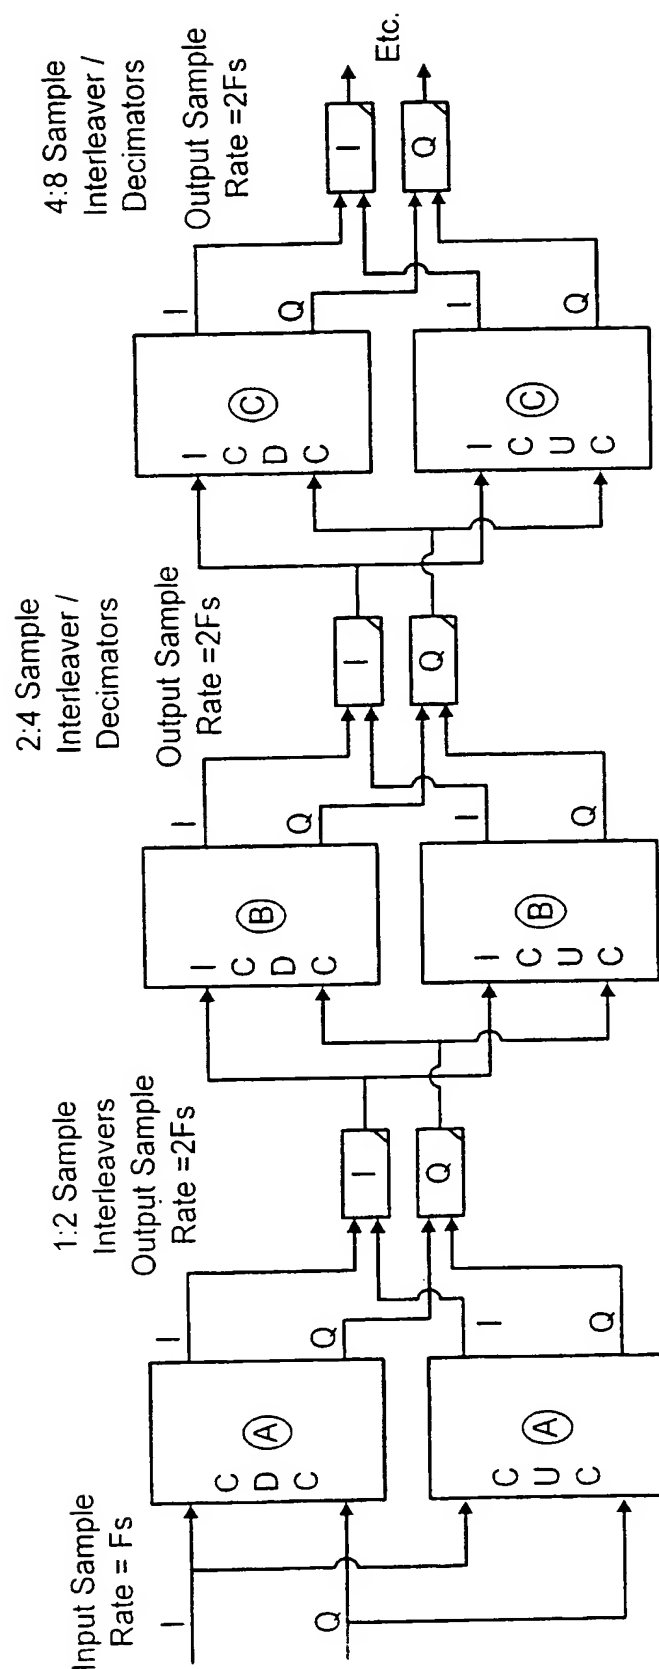 Input Sample
Rate = Fs
I
Q
C
D
C
A
I
Q
C
U
C
A
I
Q
1:2 Sample
Interleavers
Output Sample
Rate =2Fs
I
Q
I
C
D
C
B
I
Q
I
C
U
C
B
I
Q
2:4 Sample
Interleaver /
Decimators
Output Sample
Rate =2Fs
I
Q
I
C
D
C
C
I
Q
I
C
U
C
C
I
Q
4:8 Sample
Interleaver /
Decimators
Output Sample
Rate =2Fs
I
Q
Etc.